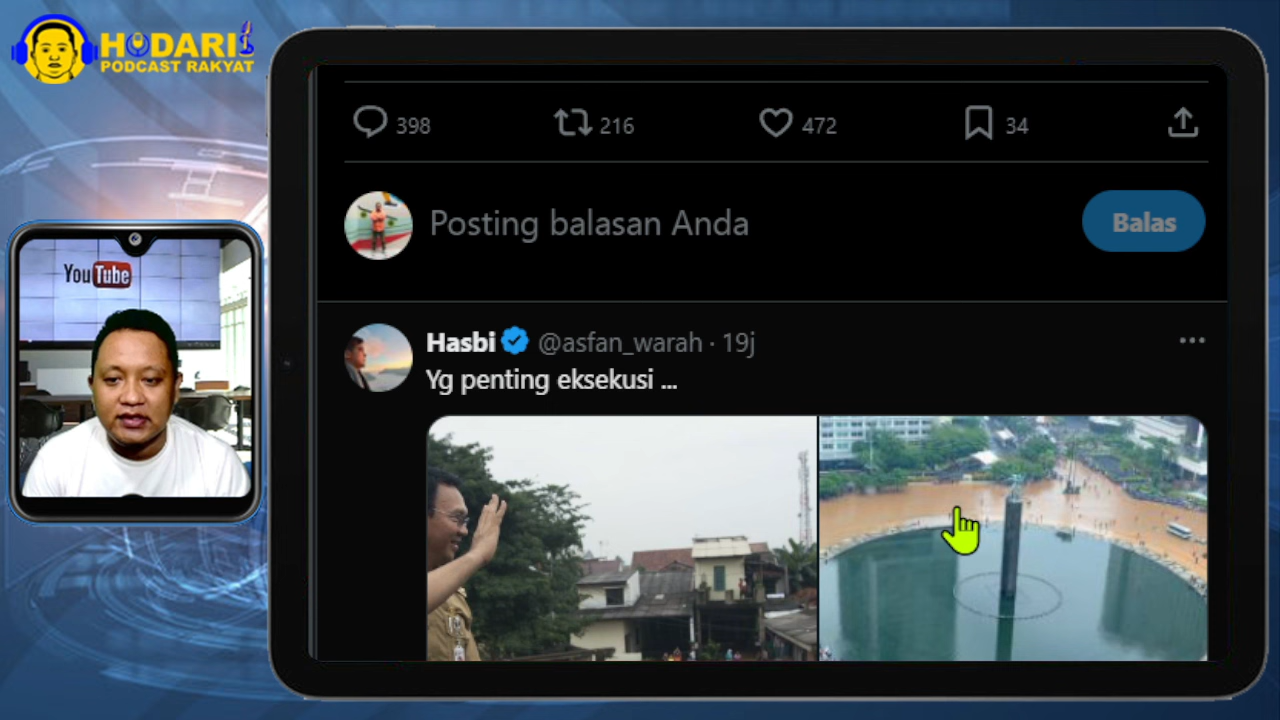 HODARI
PODCAST RAKYAT
YouTube
398 216 472 34
Posting balasan Anda
Balas
Hasbi @asfan_warah · 19j
Yg penting eksekusi ...